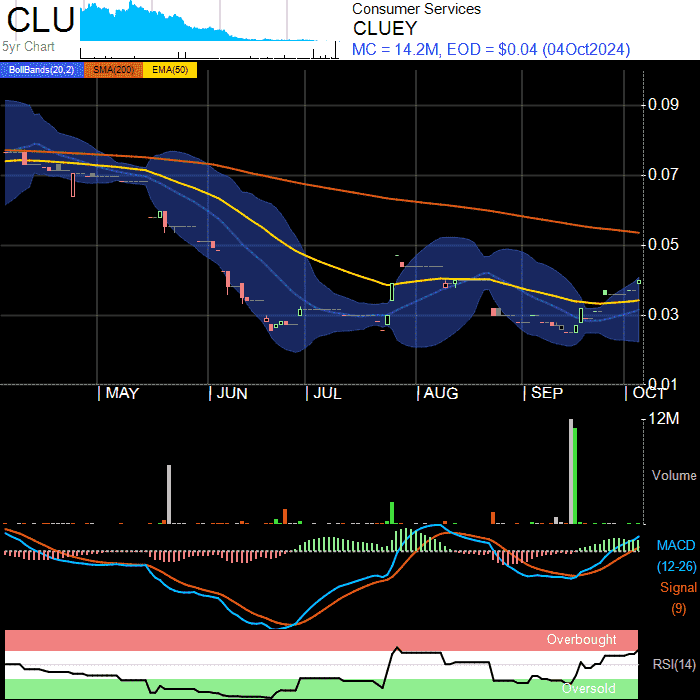 CLU
5yr Chart
Consumer Services
CLUEY
MC = 14.2M, EOD = $0.04 (04Oct2024)
BollBands(20,2) SMA(200) EMA(50)
0.09
0.07
0.05
0.03
0.01
MAY JUN JUL AUG SEP OCT
12M
Volume
MACD
(12-26)
Signal
(9)
Overbought
RSI(14)
Oversold